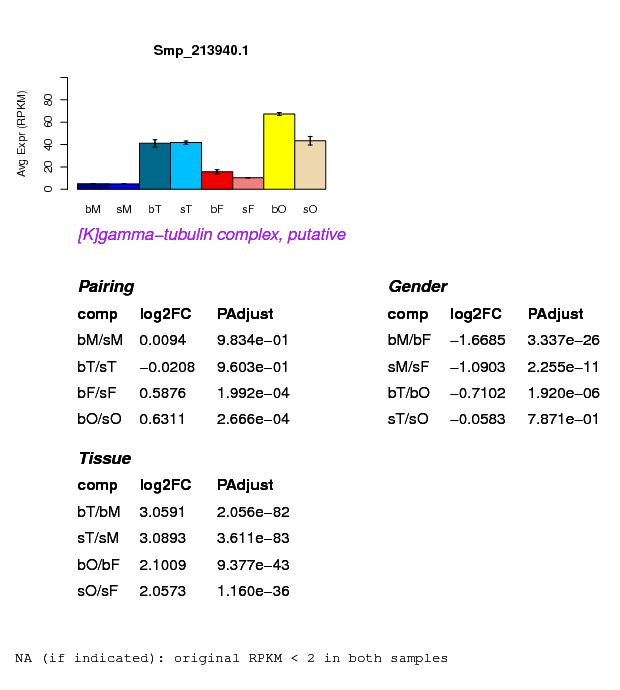 Smp_213940.1
Avg Expr (RPKM)
0 20 40 60 80
bM sM bT sT bF sF bO sO
[K]gamma−tubulin complex, putative
Pairing
comp log2FC PAdjust
bM/sM 0.0094 9.834e−01
bT/sT −0.0208 9.603e−01
bF/sF 0.5876 1.992e−04
bO/sO 0.6311 2.666e−04
Gender
comp log2FC PAdjust
bM/bF −1.6685 3.337e−26
sM/sF −1.0903 2.255e−11
bT/bO −0.7102 1.920e−06
sT/sO −0.0583 7.871e−01
Tissue
comp log2FC PAdjust
bT/bM 3.0591 2.056e−82
sT/sM 3.0893 3.611e−83
bO/bF 2.1009 9.377e−43
sO/sF 2.0573 1.160e−36
NA (if indicated): original RPKM < 2 in both samples